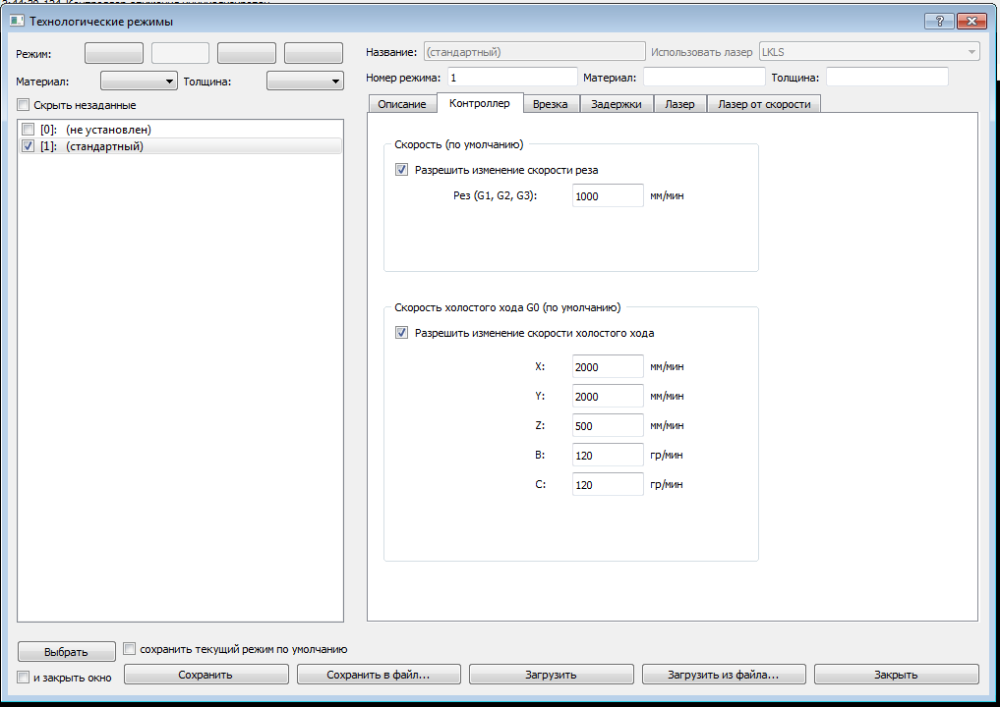 Технологические режимы
Режим:
Материал:
Толщина:
Скрыть незаданные
[0]: (не установлен)
[1]: (стандартный)
Название: (стандартный) Использовать лазер LKLS
Номер режима: 1 Материал: Толщина:
Описание Контроллер Врезка Задержки Лазер Лазер от скорости
Скорость (по умолчанию)
Разрешить изменение скорости реза
Рез (G1, G2, G3): 1000 мм/мин
Скорость холостого хода G0 (по умолчанию)
Разрешить изменение скорости холостого хода
X: 2000 мм/мин
Y: 2000 мм/мин
Z: 500 мм/мин
B: 120 гр/мин
C: 120 гр/мин
Выбрать
сохранить текущий режим по умолчанию
и закрыть окно
Сохранить Сохранить в файл... Загрузить Загрузить из файла... Закрыть